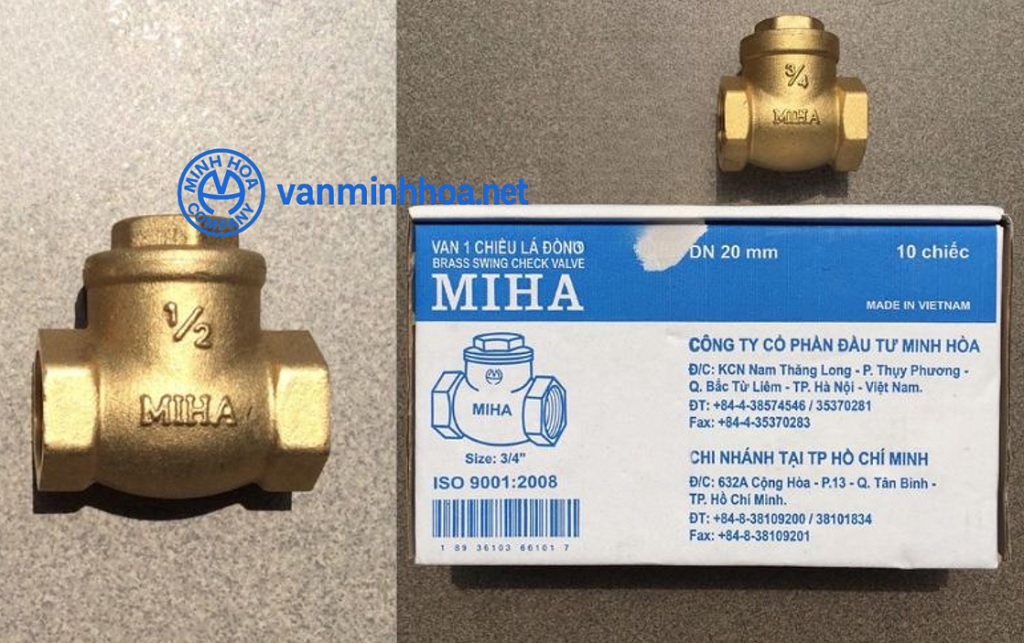 MINH HOA
COMPANY
vanminhhoa.net
1/2
MIHA
3/4
MIHA
VAN 1 CHIỀU LÁ ĐỒNG
BRASS SWING CHECK VALVE
MIHA
DN 20 mm
10 chiếc
MADE IN VIETNAM
MIHA
Size: 3/4"
ISO 9001:2008
1 8 9 36103 66101 7
CÔNG TY CỔ PHẦN ĐẦU TƯ MINH HÒA
Đ/C: KCN Nam Thăng Long - P. Thụy Phương -
Q. Bắc Từ Liêm - TP. Hà Nội - Việt Nam.
ĐT: +84-4-38574546 / 35370281
Fax: +84-4-35370283
CHI NHÁNH TẠI TP HỒ CHÍ MINH
Đ/C: 632A Cộng Hòa - P.13 - Q. Tân Bình -
TP. Hồ Chí Minh.
ĐT: +84-8-38109200 / 38101834
Fax: +84-8-38109201